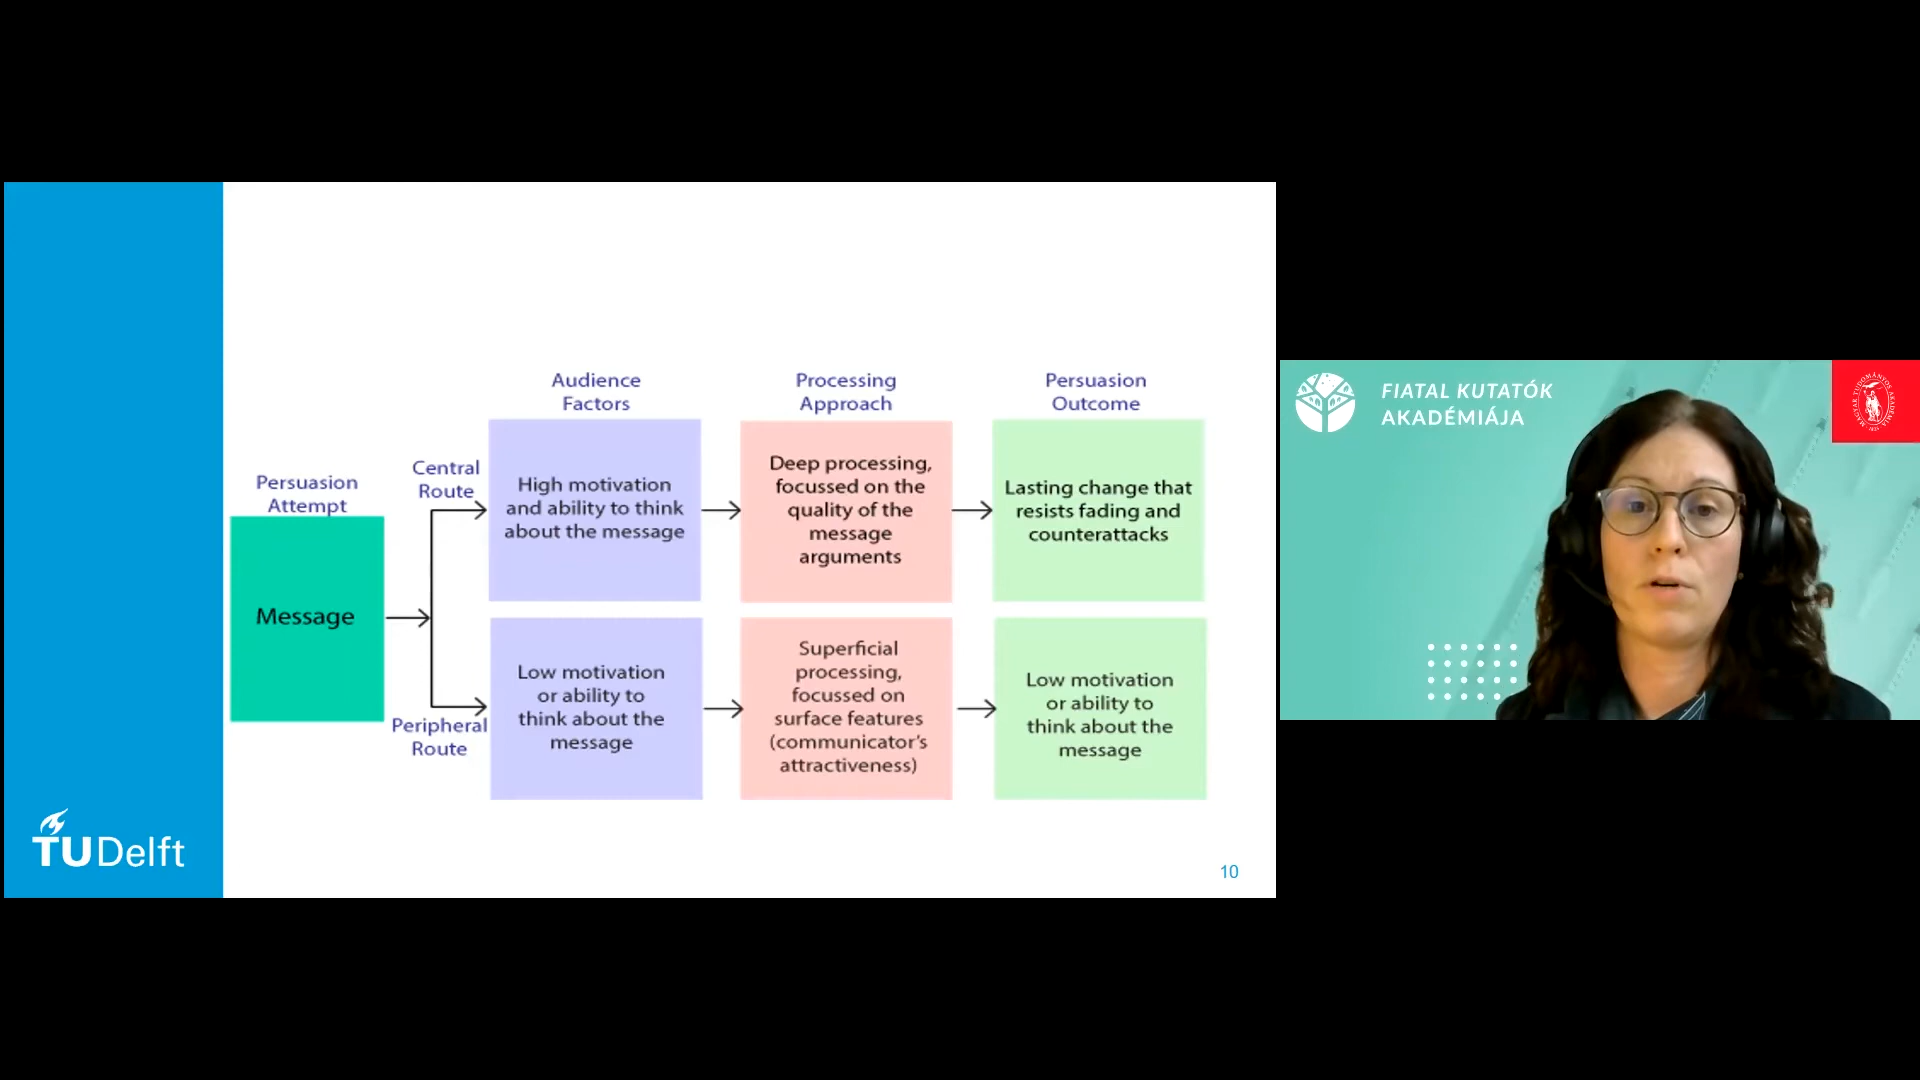 Audience
Factors
Processing
Approach
Persuasion
Outcome
Persuasion
Attempt
Central
Route
Message
Peripheral
Route
High motivation
and ability to think
about the message
Deep processing,
focussed on the
quality of the
message
arguments
Lasting change that
resists fading and
counterattacks
Low motivation
or ability to
think about the
message
Superficial
processing,
focussed on
surface features
(communicator's
attractiveness)
Low motivation
or ability to
think about the
message
TUDelft
10
FIATAL KUTATÓK
AKADÉMIÁJA
MAGYAR TUDOMÁNYOS AKADÉMIA